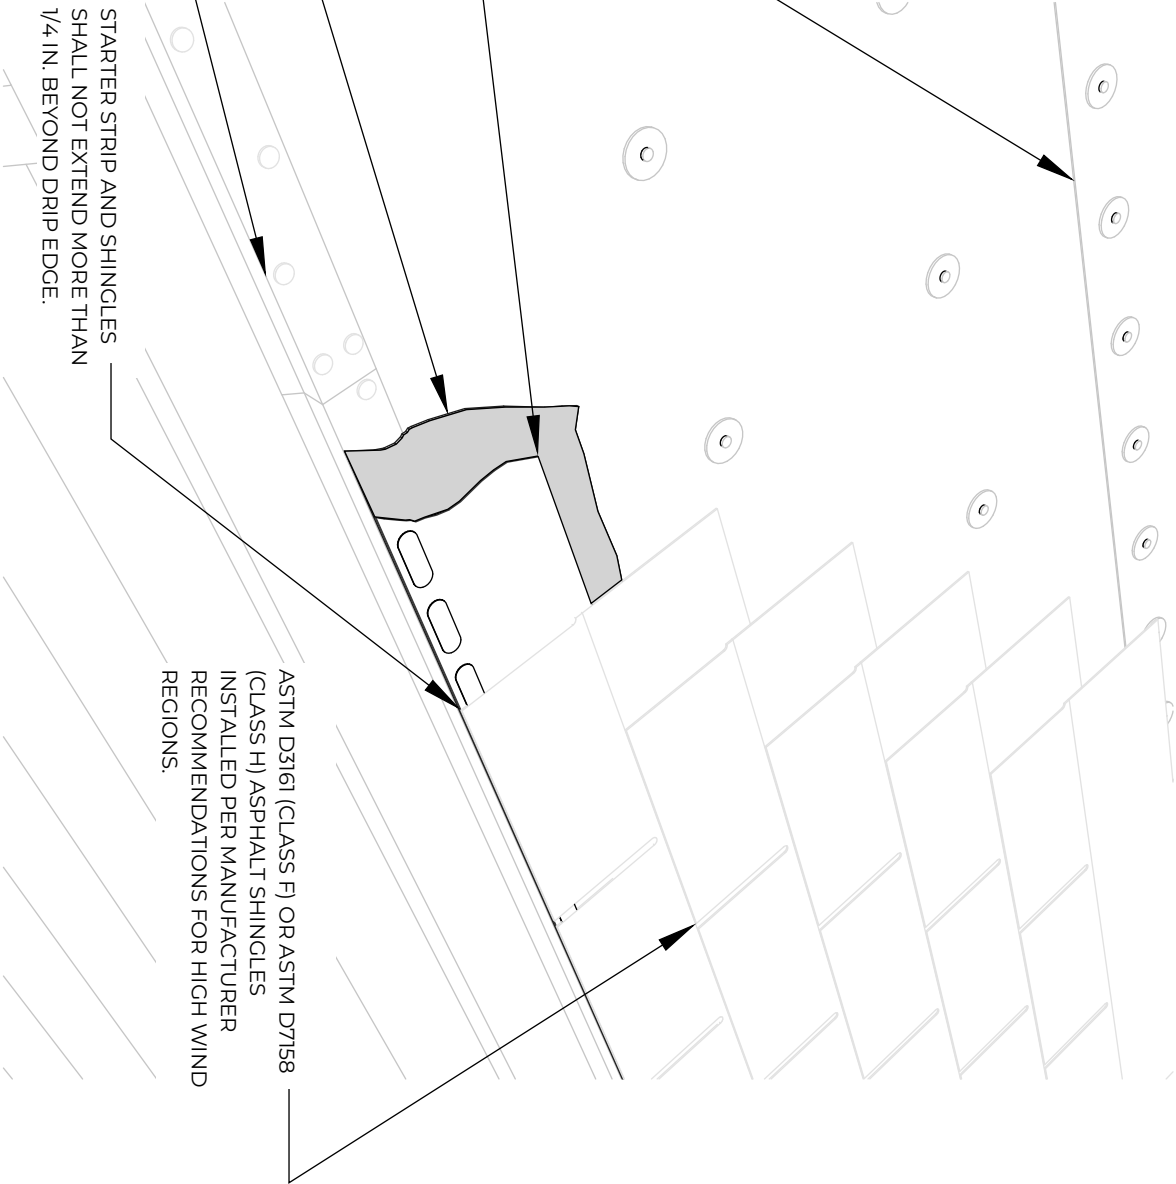 STARTER STRIP AND SHINGLES
SHALL NOT EXTEND MORE THAN
1/4 IN. BEYOND DRIP EDGE.
ASTM D3161 (CLASS F) OR ASTM D7158
(CLASS H) ASPHALT SHINGLES
INSTALLED PER MANUFACTURER
RECOMMENDATIONS FOR HIGH WIND
REGIONS.